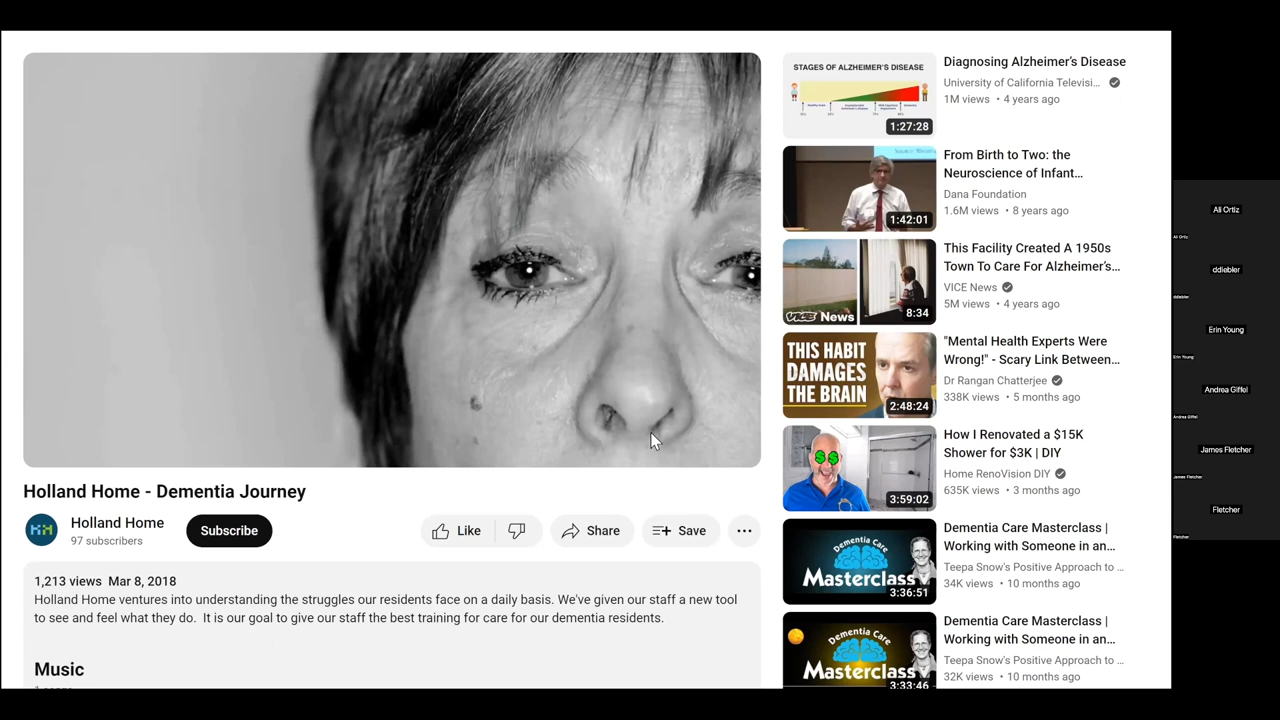 Holland Home - Dementia Journey
Holland Home
97 subscribers
Subscribe
Like
Share
Save
1,213 views Mar 8, 2018
Holland Home ventures into understanding the struggles our residents face on a daily basis. We've given our staff a new tool
to see and feel what they do. It is our goal to give our staff the best training for care for our dementia residents.
Music
STAGES OF ALZHEIMER'S DISEASE
1:27:28
Diagnosing Alzheimer's Disease
University of California Televisi...
1M views • 4 years ago
1:42:01
From Birth to Two: the
Neuroscience of Infant...
Dana Foundation
1.6M views • 8 years ago
VICE News
8:34
This Facility Created A 1950s
Town To Care For Alzheimer's...
VICE News
5M views • 4 years ago
THIS HABIT
DAMAGES
THE BRAIN
2:48:24
"Mental Health Experts Were
Wrong!" - Scary Link Between...
Dr Rangan Chatterjee
338K views • 5 months ago
3:59:02
How I Renovated a $15K
Shower for $3K | DIY
Home RenoVision DIY
635K views • 3 months ago
Dementia Care
Masterclass
3:36:51
Dementia Care Masterclass |
Working with Someone in an...
Teepa Snow's Positive Approach to ...
34K views • 10 months ago
Dementia Care
Masterclass
3:33:46
Dementia Care Masterclass |
Working with Someone in an...
Teepa Snow's Positive Approach to ...
32K views • 10 months ago
Ali Ortiz
Ali Ortiz
ddiebler
ddiebler
Erin Young
Erin Young
Andrea Giffel
Andrea Giffel
James Fletcher
James Fletcher
Fletcher
Fletcher